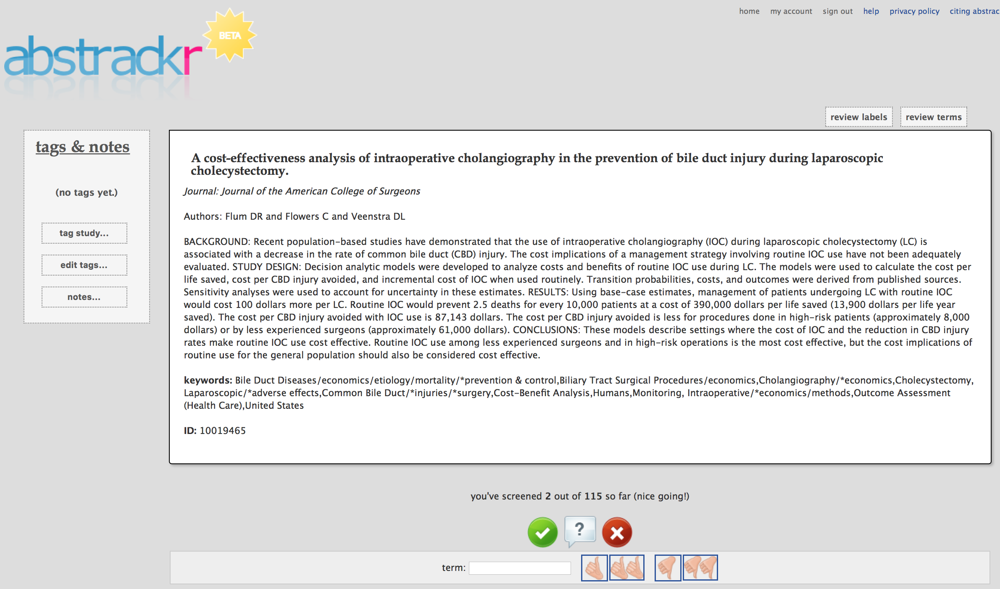 home my account sign out help privacy policy citing abstrac
abstrackr
BETA
review labels review terms
tags & notes
(no tags yet.)
tag study...
edit tags...
notes...
A cost-effectiveness analysis of intraoperative cholangiography in the prevention of bile duct injury during laparoscopic
cholecystectomy.
Journal: Journal of the American College of Surgeons
Authors: Flum DR and Flowers C and Veenstra DL
BACKGROUND: Recent population-based studies have demonstrated that the use of intraoperative cholangiography (IOC) during laparoscopic cholecystectomy (LC) is
associated with a decrease in the rate of common bile duct (CBD) injury. The cost implications of a management strategy involving routine IOC use have not been adequately
evaluated. STUDY DESIGN: Decision analytic models were developed to analyze costs and benefits of routine IOC use during LC. The models were used to calculate the cost per
life saved, cost per CBD injury avoided, and incremental cost of IOC when used routinely. Transition probabilities, costs, and outcomes were derived from published sources.
Sensitivity analyses were used to account for uncertainty in these estimates. RESULTS: Using base-case estimates, management of patients undergoing LC with routine IOC
would cost 100 dollars more per LC. Routine IOC would prevent 2.5 deaths for every 10,000 patients at a cost of 390,000 dollars per life saved (13,900 dollars per life year
saved). The cost per CBD injury avoided with IOC use is 87,143 dollars. The cost per CBD injury avoided is less for procedures done in high-risk patients (approximately 8,000
dollars) or by less experienced surgeons (approximately 61,000 dollars). CONCLUSIONS: These models describe settings where the cost of IOC and the reduction in CBD injury
rates make routine IOC use cost effective. Routine IOC use among less experienced surgeons and in high-risk operations is the most cost effective, but the cost implications of
routine use for the general population should also be considered cost effective.
keywords: Bile Duct Diseases/economics/etiology/mortality/*prevention & control,Biliary Tract Surgical Procedures/economics,Cholangiography/*economics,Cholecystectomy,
Laparoscopic/*adverse effects,Common Bile Duct/*injuries/*surgery,Cost-Benefit Analysis,Humans,Monitoring, Intraoperative/*economics/methods,Outcome Assessment
(Health Care),United States
ID: 10019465
you've screened 2 out of 115 so far (nice going!)
?
term: